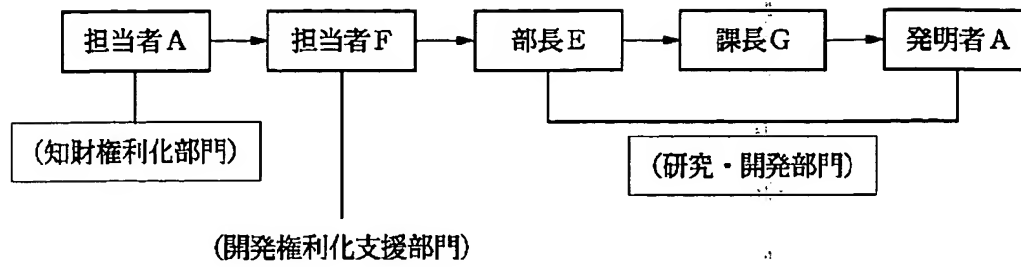 担当者A
担当者F
部長E
課長G
発明者A
(知財権利化部門)
(研究・開発部門)
(開発権利化支援部門)